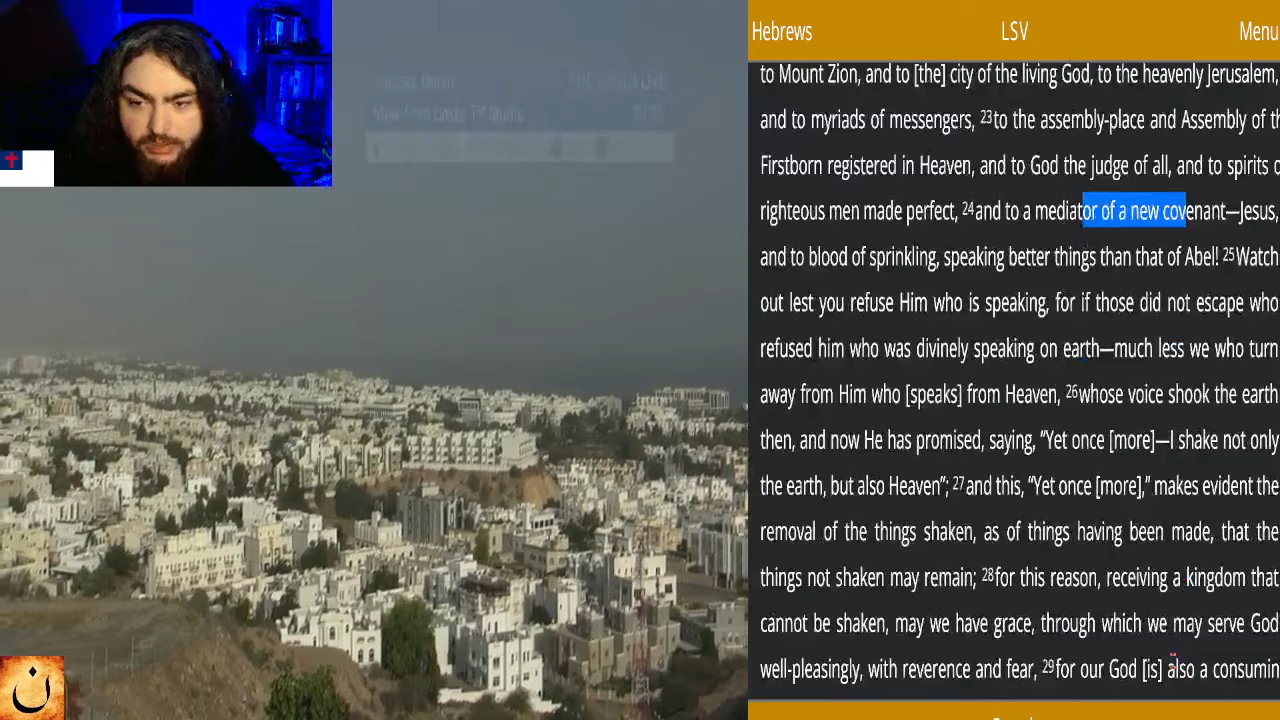 Hebrews LSV Menu
to Mount Zion, and to [the] city of the living God, to the heavenly Jerusalem,
and to myriads of messengers, 23to the assembly-place and Assembly of th
Firstborn registered in Heaven, and to God the judge of all, and to spirits o
righteous men made perfect, 24and to a mediator of a new covenant—Jesus,
and to blood of sprinkling, speaking better things than that of Abel! 25Watch
out lest you refuse Him who is speaking, for if those did not escape who
refused him who was divinely speaking on earth—much less we who turn
away from Him who [speaks] from Heaven, 26whose voice shook the earth
then, and now He has promised, saying, “Yet once [more]—I shake not only
the earth, but also Heaven”; 27and this, “Yet once [more],” makes evident the
removal of the things shaken, as of things having been made, that the
things not shaken may remain; 28for this reason, receiving a kingdom that
cannot be shaken, may we have grace, through which we may serve God
well-pleasingly, with reverence and fear, 29for our God [is] also a consumin
ن